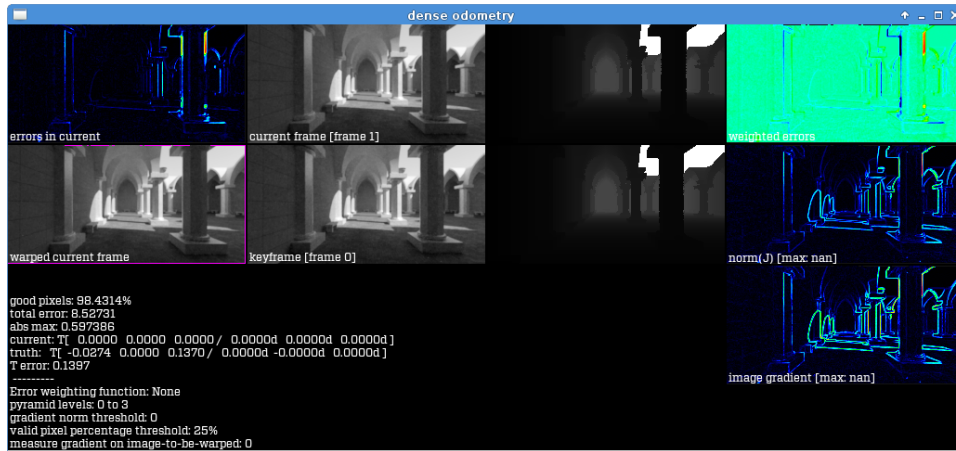 dense odometry
errors in current
current frame [frame 1]
weighted errors
warped current frame
keyframe [frame 0]
norm(J) [max: nan]
image gradient [max: nan]
good pixels: 98.4314%
total error: 8.52731
abs max: 0.597386
current: T[ 0.0000 0.0000 0.0000 / 0.0000d 0.0000d 0.0000d ]
truth: T[ -0.0274 0.0000 0.1370 / 0.0000d -0.0000d 0.0000d ]
T error: 0.1397
---------
Error weighting function: None
pyramid levels: 0 to 3
gradient norm threshold: 0
valid pixel percentage threshold: 25%
measure gradient on image-to-be-warped: 0